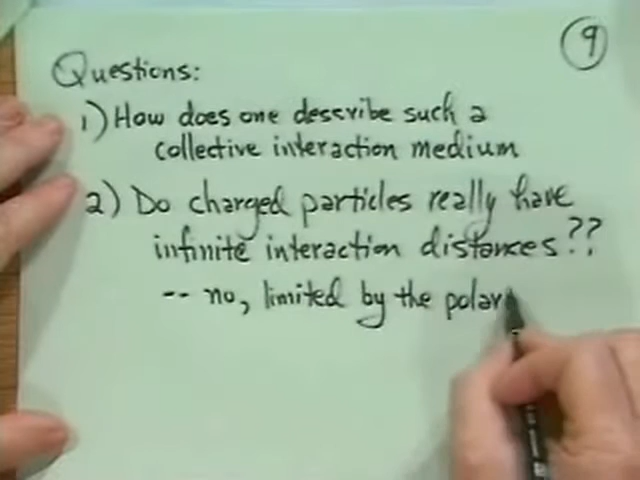 9
Questions:
1) How does one describe such a
collective interaction medium
2) Do charged particles really have
infinite interaction distances??
-- no, limited by the polar